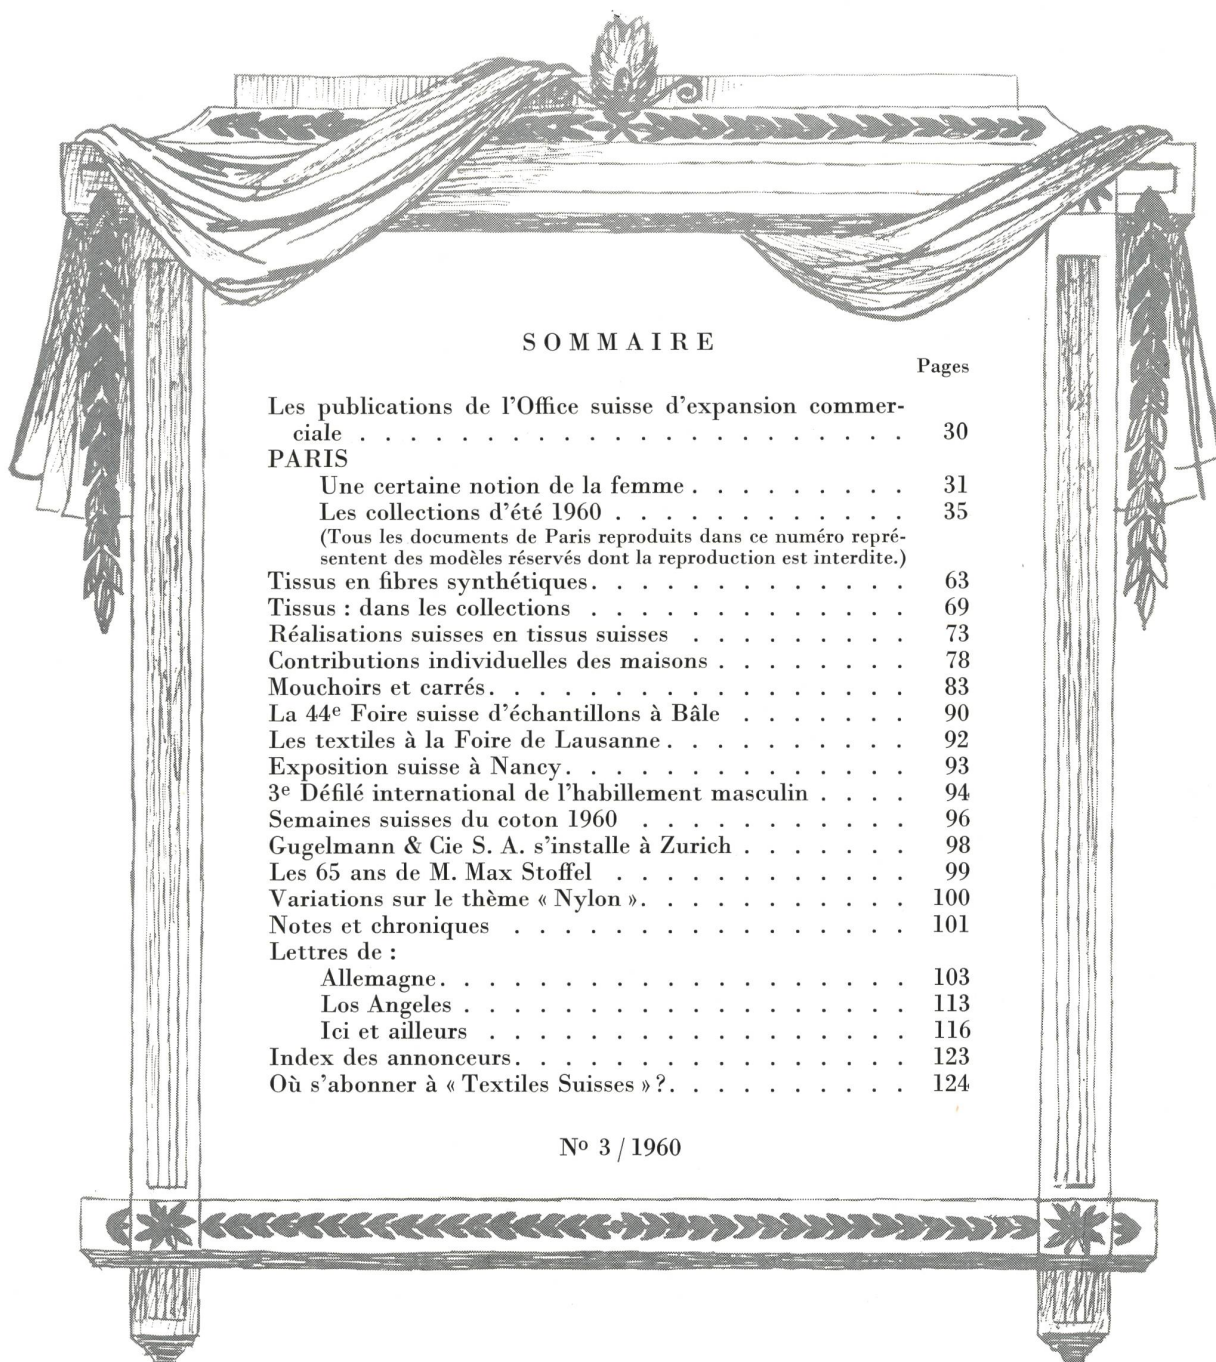 SOMMAIRE
Pages
Les publications de l'Office suisse d'expansion commer-
ciale . . . . . . . . . . . . . . . . . . . . . . 30
PARIS
Une certaine notion de la femme . . . . . . . . . 31
Les collections d'été 1960 . . . . . . . . . . . . 35
(Tous les documents de Paris reproduits dans ce numéro repré-
sentent des modèles réservés dont la reproduction est interdite.)
Tissus en fibres synthétiques. . . . . . . . . . . . 63
Tissus : dans les collections . . . . . . . . . . . . 69
Réalisations suisses en tissus suisses . . . . . . . . 73
Contributions individuelles des maisons . . . . . . . 78
Mouchoirs et carrés. . . . . . . . . . . . . . . . 83
La 44e Foire suisse d'échantillons à Bâle . . . . . . 90
Les textiles à la Foire de Lausanne . . . . . . . . . 92
Exposition suisse à Nancy. . . . . . . . . . . . . 93
3e Défilé international de l'habillement masculin . . . . 94
Semaines suisses du coton 1960 . . . . . . . . . . 96
Gugelmann & Cie S. A. s'installe à Zurich . . . . . . 98
Les 65 ans de M. Max Stoffel . . . . . . . . . . . 99
Variations sur le thème « Nylon ». . . . . . . . . . 100
Notes et chroniques . . . . . . . . . . . . . . . 101
Lettres de :
Allemagne. . . . . . . . . . . . . . . . . . 103
Los Angeles . . . . . . . . . . . . . . . . . 113
Ici et ailleurs . . . . . . . . . . . . . . . . 116
Index des annonceurs. . . . . . . . . . . . . . . 123
Où s'abonner à « Textiles Suisses » ?. . . . . . . . . 124
No 3 / 1960